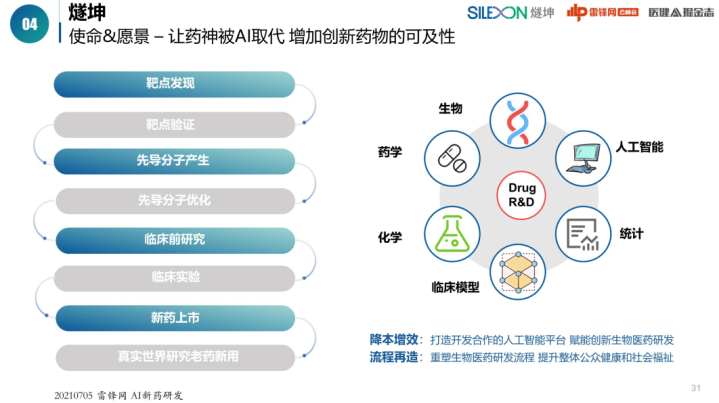 04
燧坤
使命&愿景 – 让药神被AI取代 增加创新药物的可及性
SILEXON 燧坤
雷锋网
医健AI掘金志
靶点发现
靶点验证
先导分子产生
先导分子优化
临床前研究
临床实验
新药上市
真实世界研究老药新用
生物
药学
人工智能
Drug
R&D
化学
统计
临床模型
降本增效：打造开发合作的人工智能平台 赋能创新生物医药研发
流程再造：重塑生物医药研发流程 提升整体公众健康和社会福祉
20210705 雷锋网 AI新药研发
31